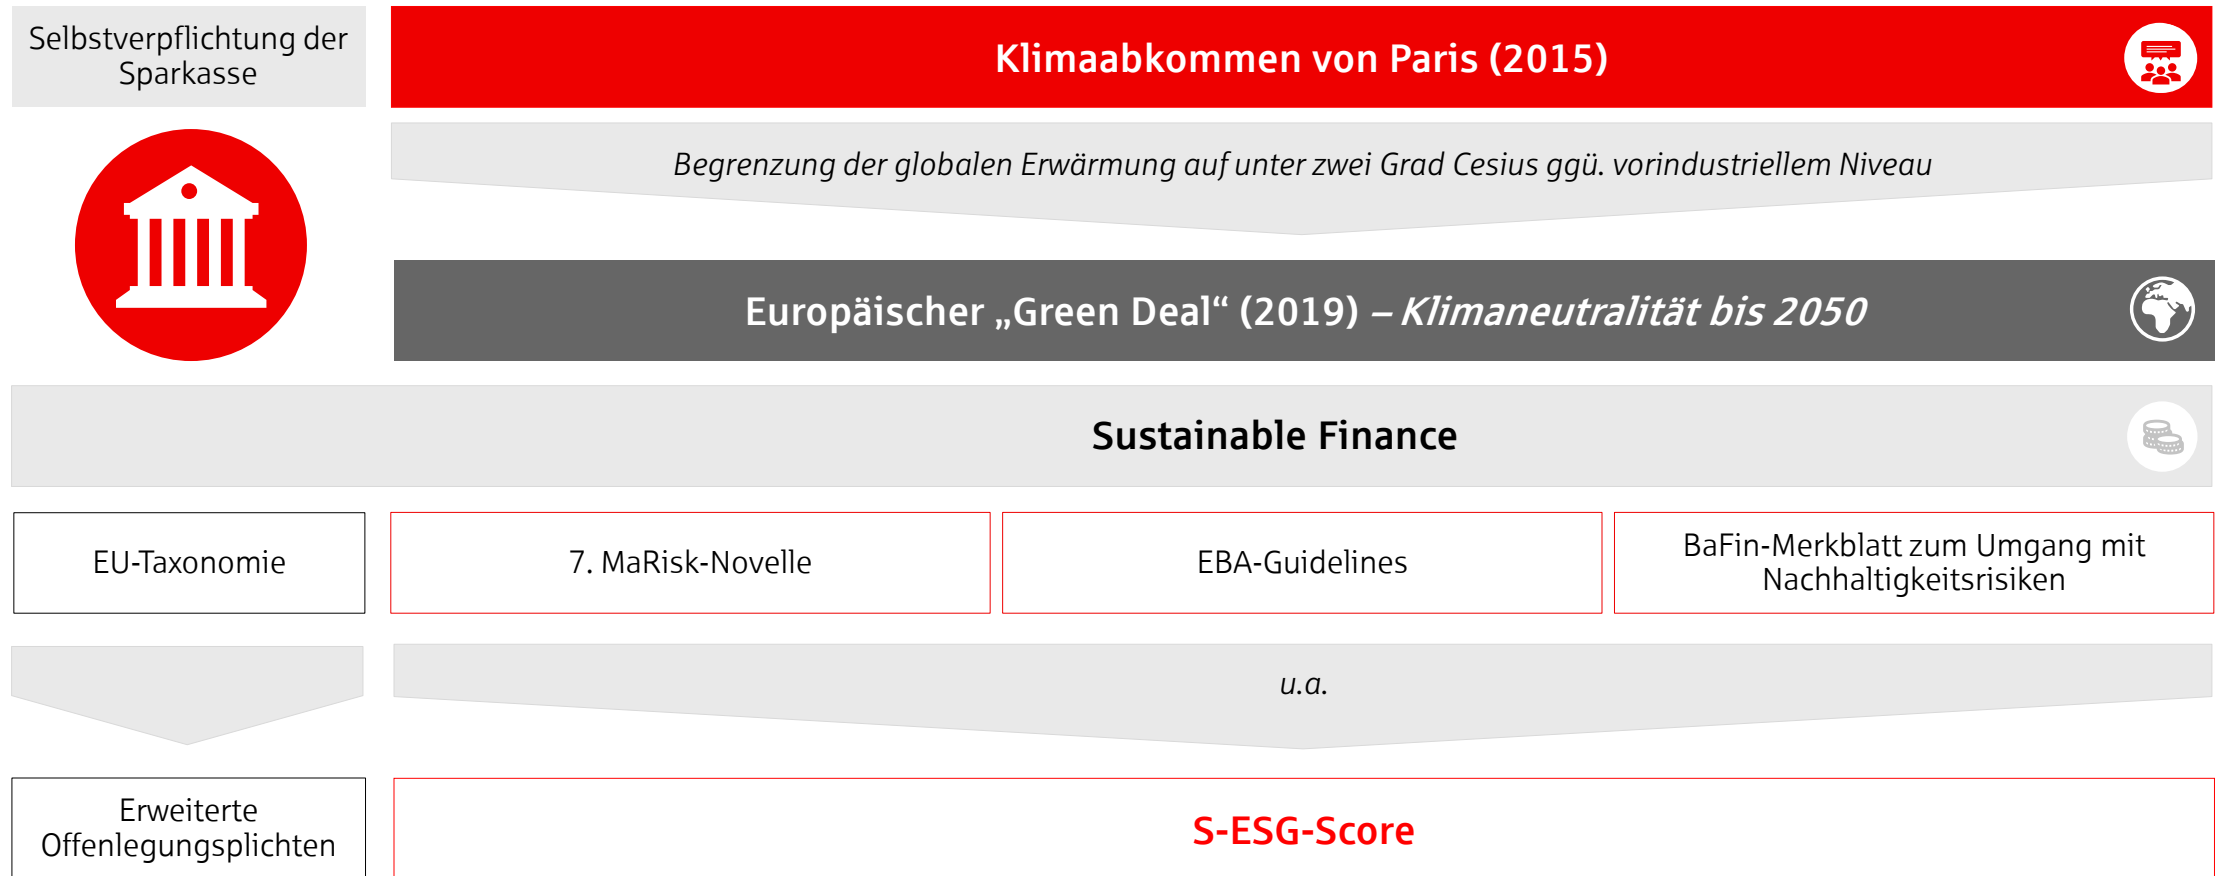 Selbstverpflichtung der
Sparkasse
Klimaabkommen von Paris (2015)
Begrenzung der globalen Erwärmung auf unter zwei Grad Cesius ggü. vorindustriellem Niveau
Europäischer „Green Deal“ (2019) – Klimaneutralität bis 2050
Sustainable Finance
EU-Taxonomie
7. MaRisk-Novelle
EBA-Guidelines
BaFin-Merkblatt zum Umgang mit
Nachhaltigkeitsrisiken
u.a.
Erweiterte
Offenlegungsplichten
S-ESG-Score